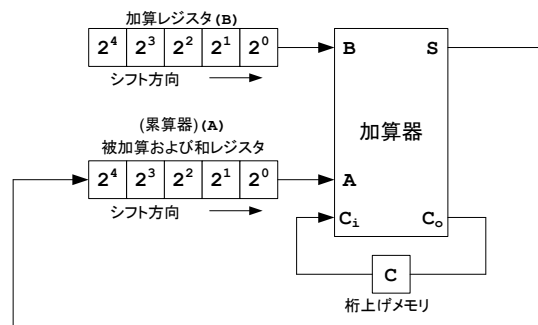 加算レジスタ(B)
2⁴ 2³ 2² 2¹ 2⁰
シフト方向
(累算器)(A)
被加算および和レジスタ
2⁴ 2³ 2² 2¹ 2⁰
シフト方向
B S
加算器
A
Cᵢ Cₒ
C
桁上げメモリ